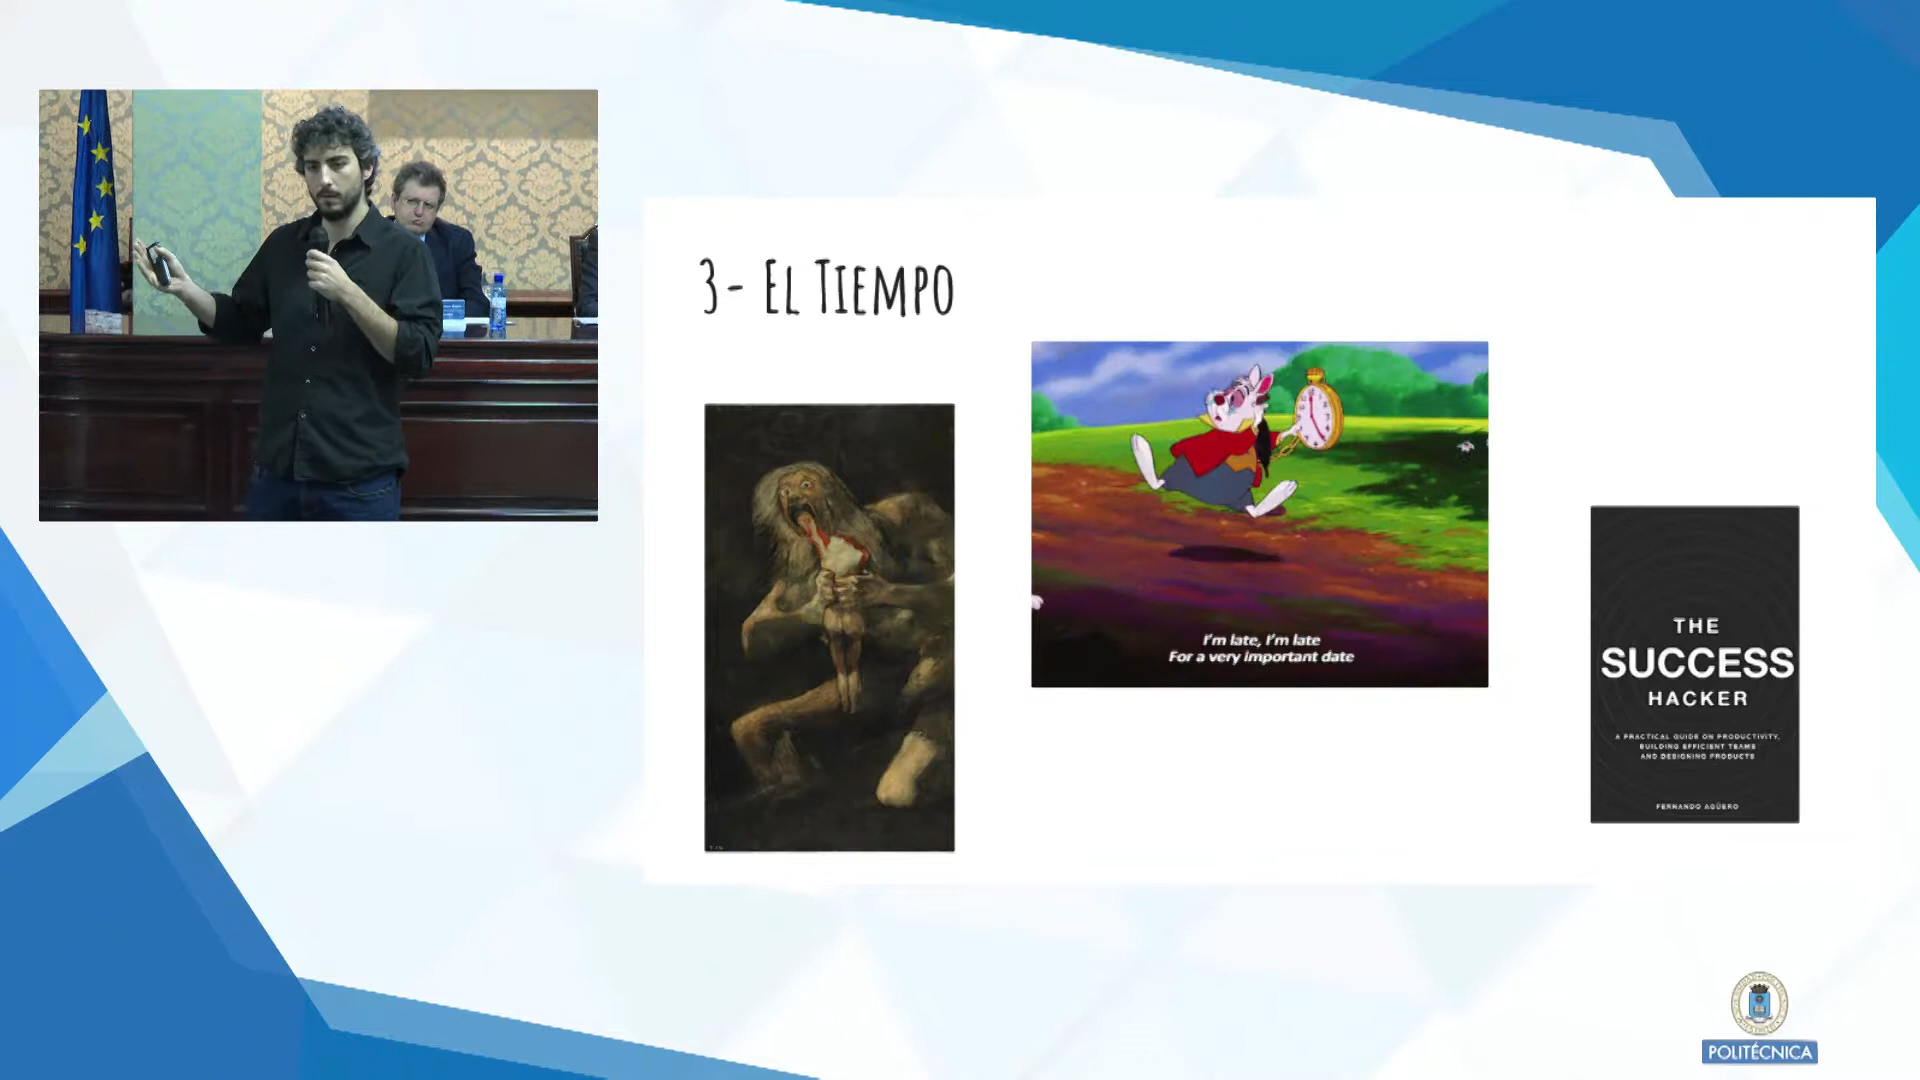 3- El Tiempo
I'm late, I'm late
For a very important date
THE
SUCCESS
HACKER
A PRACTICAL GUIDE ON PRODUCTIVITY,
BUILDING EFFICIENT TEAMS
AND DESIGNING PRODUCTS
FERNANDO AGÜERO
POLITÉCNICA